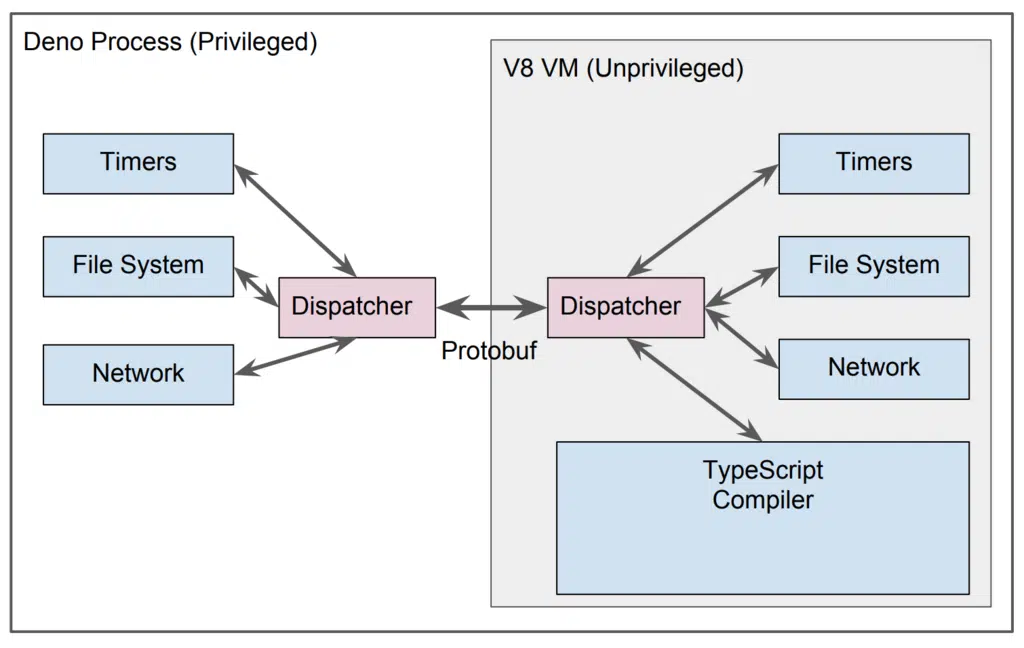 Deno Process (Privileged)
V8 VM (Unprivileged)
Timers
File System
Network
Dispatcher
Protobuf
Dispatcher
Timers
File System
Network
TypeScript
Compiler